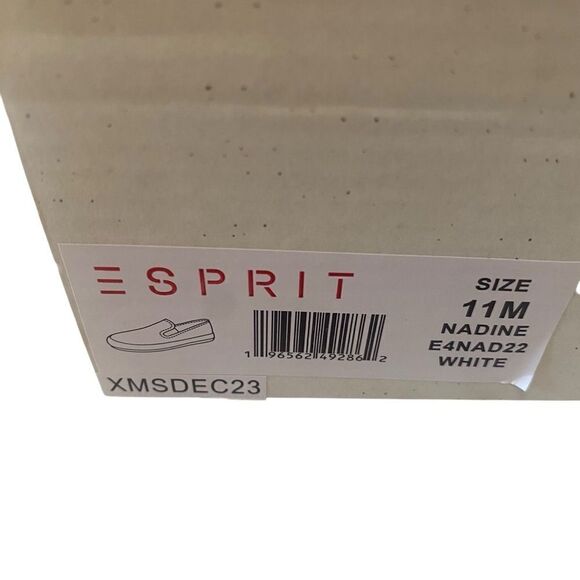 ESPRIT
1 96562 49286 2
XMSDEC23
SIZE
11M
NADINE
E4NAD22
WHITE